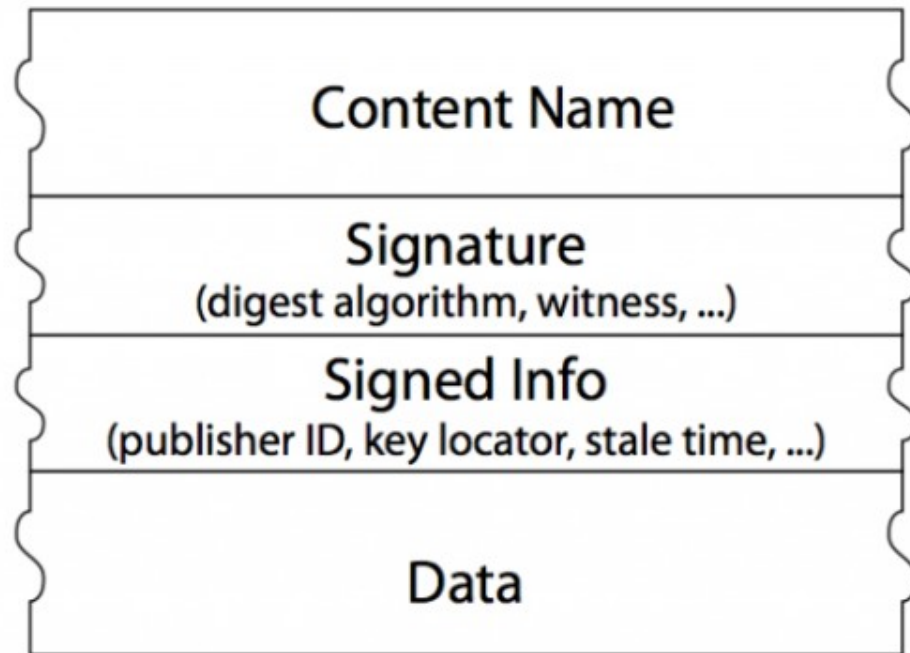 Content Name
Signature
(digest algorithm, witness, ...)
Signed Info
(publisher ID, key locator, stale time, ...)
Data